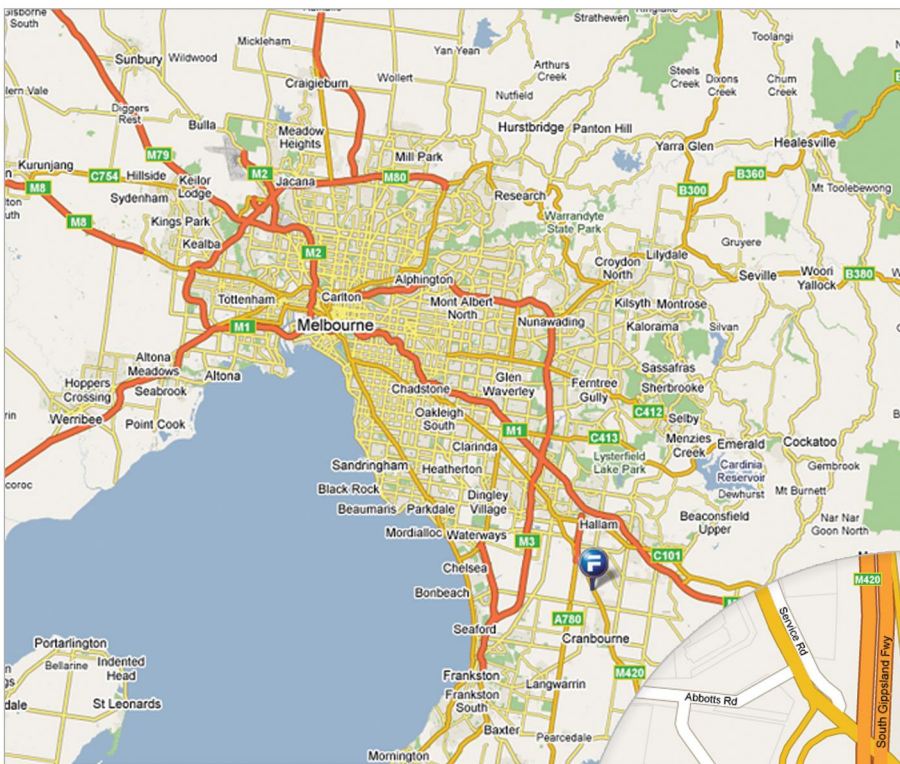 Gisborne
South
Strathewen
Mickleham
Yan Yean
Toolangi
Sunbury
Wildwood
Craigieburn
Wollert
Arthurs
Creek
Steels
Creek
Dixons
Creek
Chum
Creek
Nutfield
Diggers
Rest
Bulla
Meadow
Heights
Hurstbridge
Panton Hill
Yarra Glen
Healesville
M79
Mill Park
Kurunjang
C754
Hillside
Keilor
Lodge
M2
Jacana
M80
B360
M8
Sydenham
Research
B300
Mt Toolebewong
M8
Kings Park
Warrandyte
State Park
Kealba
M2
Gruyere
Croydon
North
Lilydale
Alphington
Seville
Woori
Yallock
B380
Tottenham
Carlton
Mont Albert
North
Kilsyth
Montrose
M1
Melbourne
Nunawading
Kalorama
Silvan
Altona
Meadows
Sassafras
Hoppers
Crossing
Seabrook
Altona
Chadstone
Glen
Waverley
Ferntree
Gully
Sherbrooke
Werribee
Point Cook
Oakleigh
South
C412
Selby
M1
C413
Menzies
Creek
Emerald
Cockatoo
Clarinda
Lysterfield
Lake Park
Sandringham
Heatherton
Cardinia
Reservoir
Gembrook
Black Rock
Dingley
Village
Dewhurst
Mt Burnett
Beaumaris
Parkdale
Hallam
Beaconsfield
Upper
Nar Nar
Goon North
Mordialloc
Waterways
M3
C101
Chelsea
F
M420
Bonbeach
A780
Service Rd
Seaford
Cranbourne
Portarlington
Bellarine
Indented
Head
M420
South Gippsland Fwy
St Leonards
Frankston
Langwarrin
Abbotts Rd
Frankston
South
Baxter
Pearcedale
Mornington